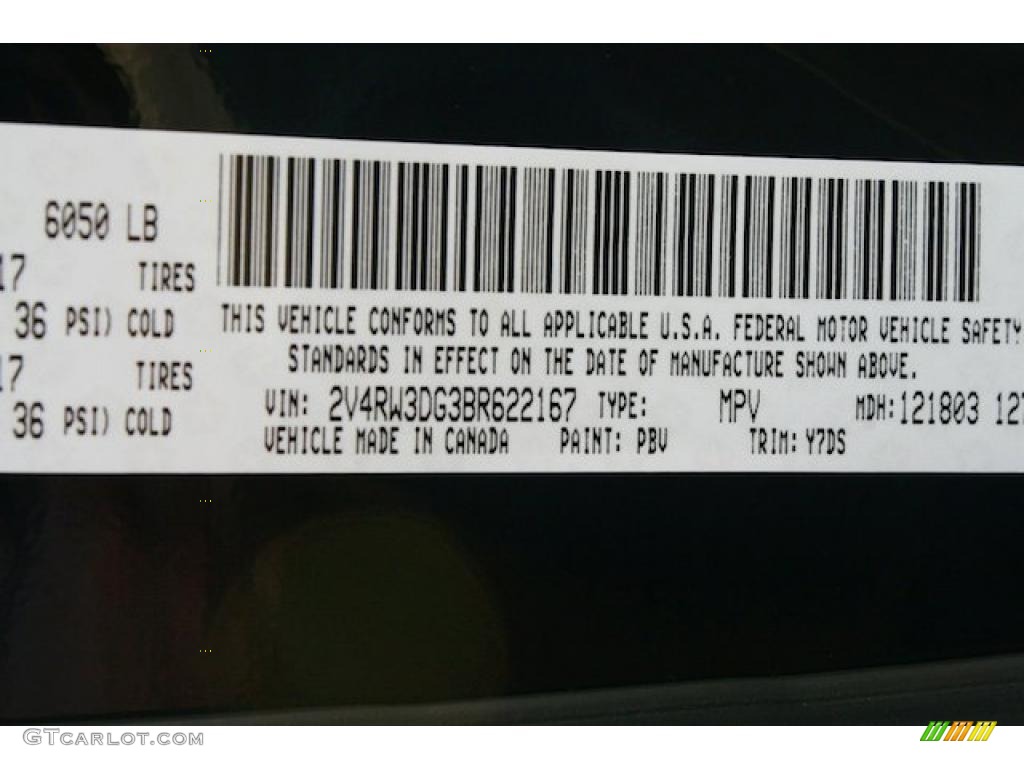 6050 LB
17 TIRES
36 PSI) COLD
17 TIRES
36 PSI) COLD
THIS VEHICLE CONFORMS TO ALL APPLICABLE U.S.A. FEDERAL MOTOR VEHICLE SAFETY
STANDARDS IN EFFECT ON THE DATE OF MANUFACTURE SHOWN ABOVE.
VIN: 2V4RW3DG3BR622167 TYPE: MPV MDH:121803 127
VEHICLE MADE IN CANADA PAINT: PBV TRIM: Y7DS
GTCARLOT.COM